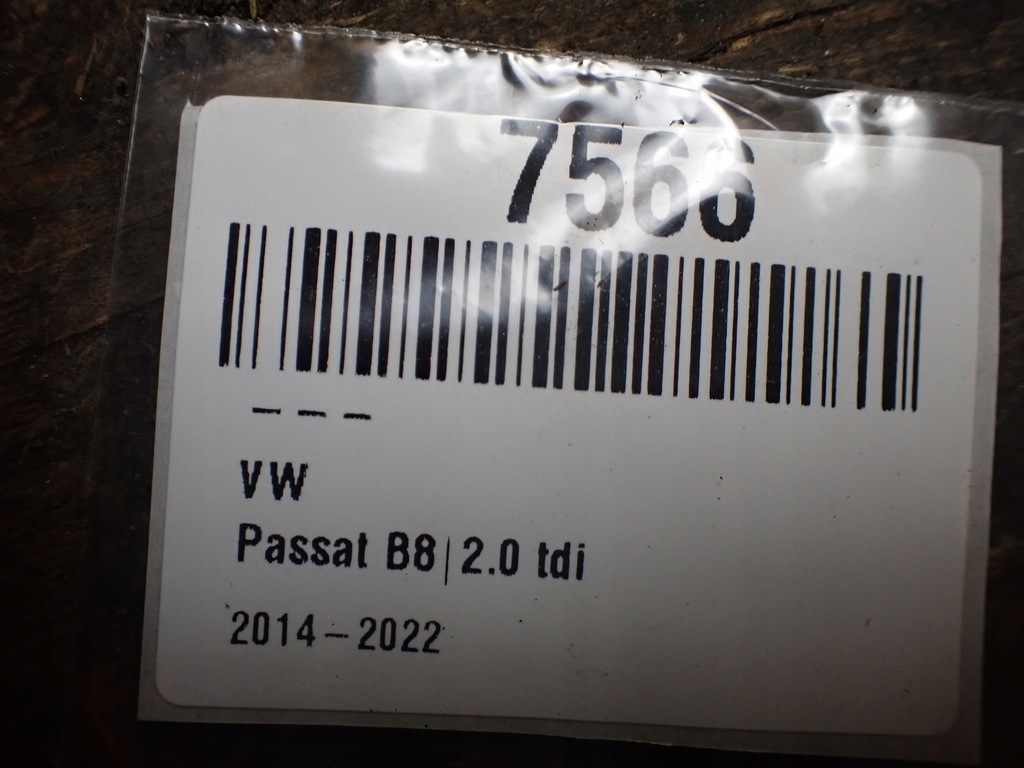 7566
– – –
VW
Passat B8|2.0 tdi
2014–2022